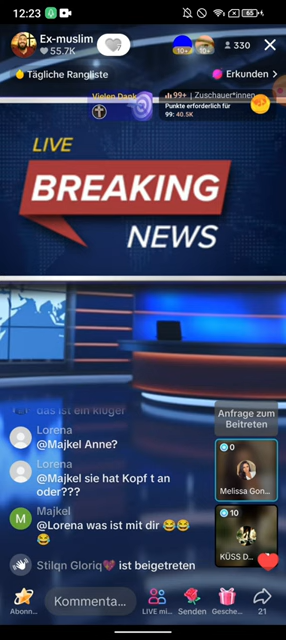 12:23
65
Ex-muslim
55.7K
10+
10+
330
Tägliche Rangliste
Erkunden >
Vielen Dank
99+ | Zuschauer*innen
Punkte erforderlich für
99: 40.5K
LIVE
BREAKING
NEWS
das ist ein kluger
Anfrage zum
Beitreten
Lorena
@Majkel Anne?
0
Melissa Gon...
Lorena
@Majkel sie hat Kopf t an
oder???
Majkel
@Lorena was ist mit dir 😂😂
😂
10
KÜSS D...
Stilqn Gloriq💗 ist beigetreten
Abonn...
Kommenta...
LIVE mi...
Senden
Gesche...
21